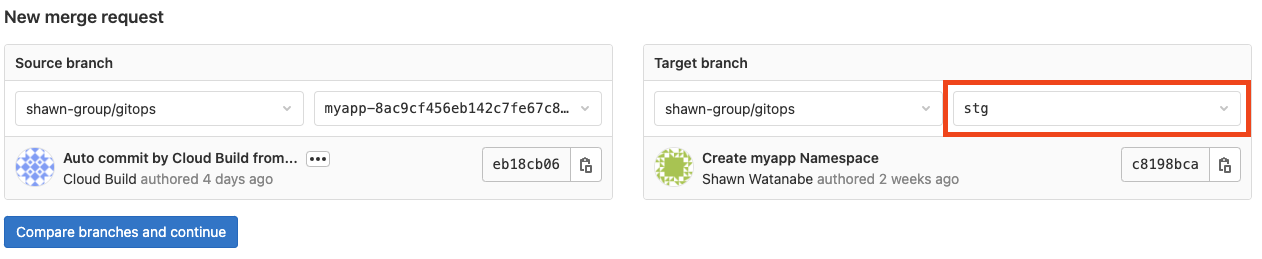 New merge request
Source branch
shawn-group/gitops
myapp-8ac9cf456eb142c7fe67c8…
Auto commit by Cloud Build from... •••
Cloud Build authored 4 days ago
eb18cb06
Target branch
shawn-group/gitops
stg
Create myapp Namespace
Shawn Watanabe authored 2 weeks ago
c8198bca
Compare branches and continue